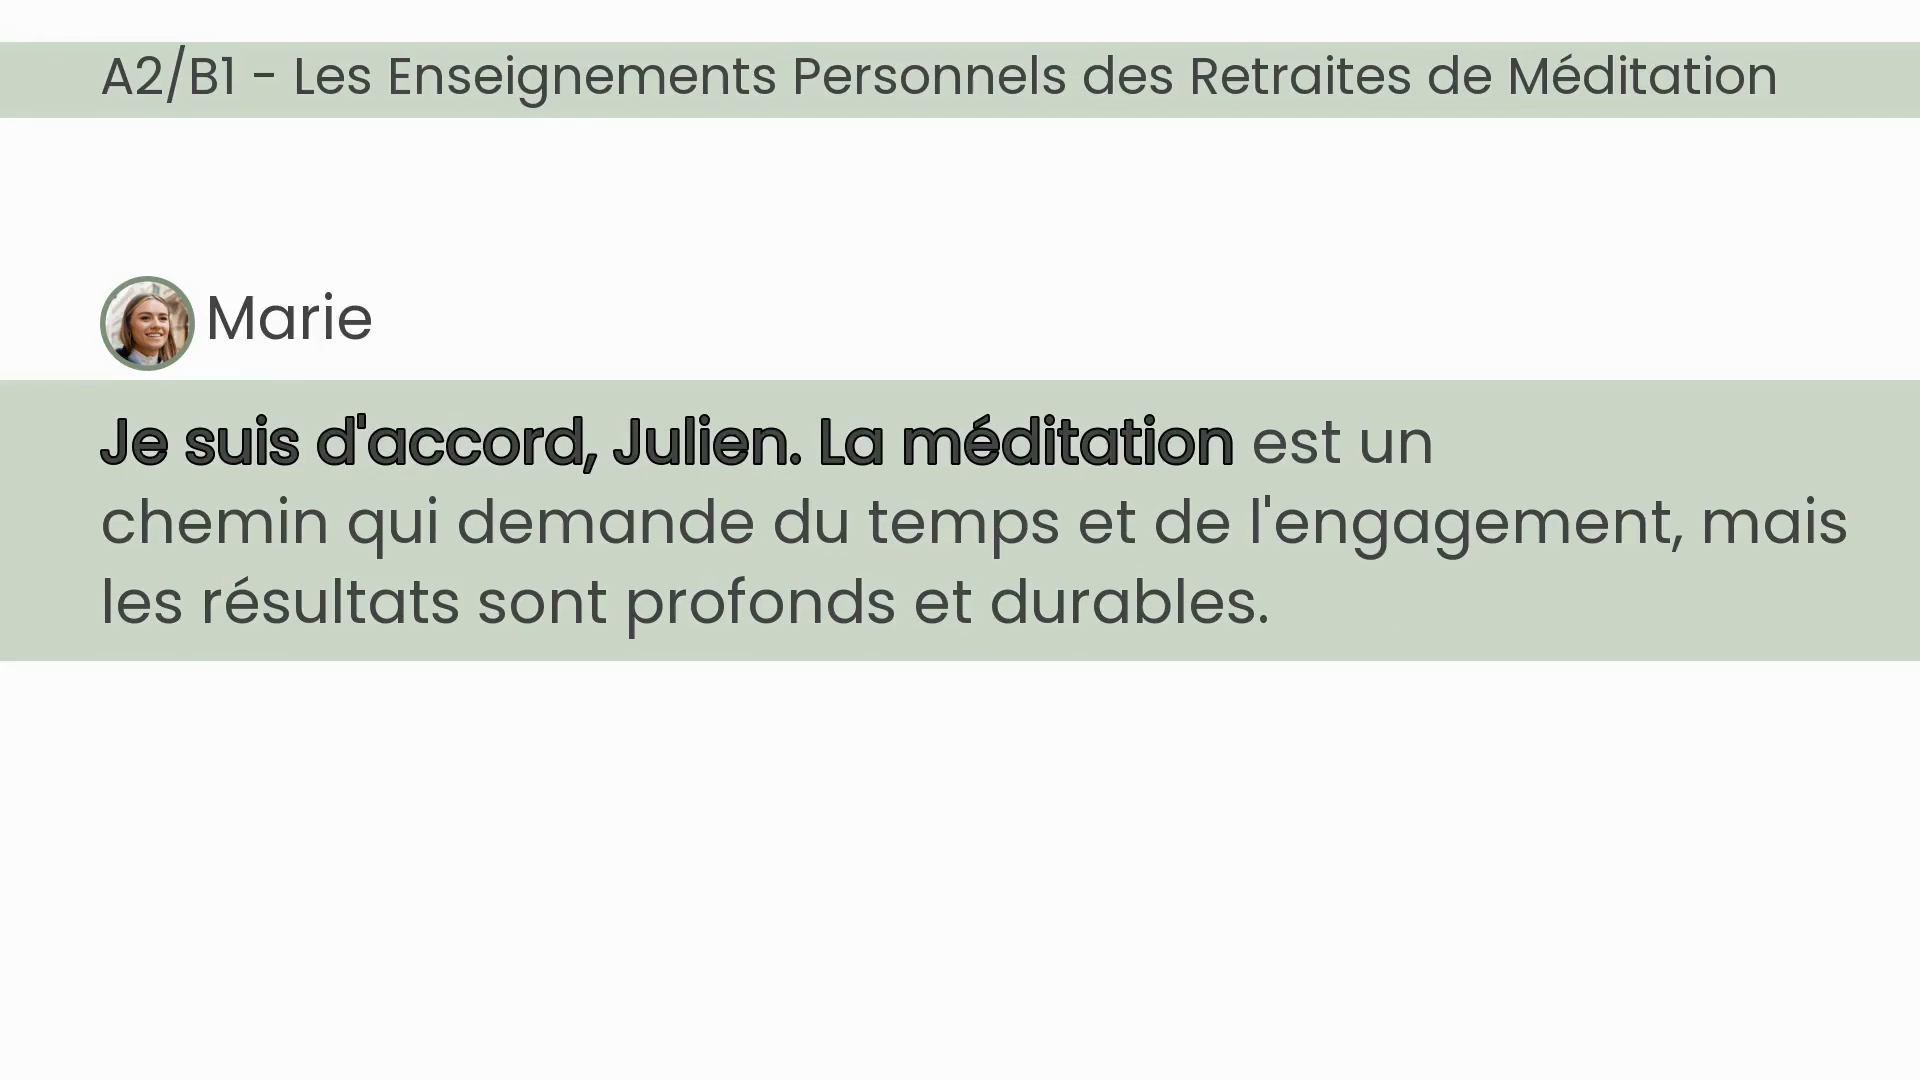 A2/B1 - Les Enseignements Personnels des Retraites de Méditation
Marie
Je suis d'accord, Julien. La méditation est un
chemin qui demande du temps et de l'engagement, mais
les résultats sont profonds et durables.